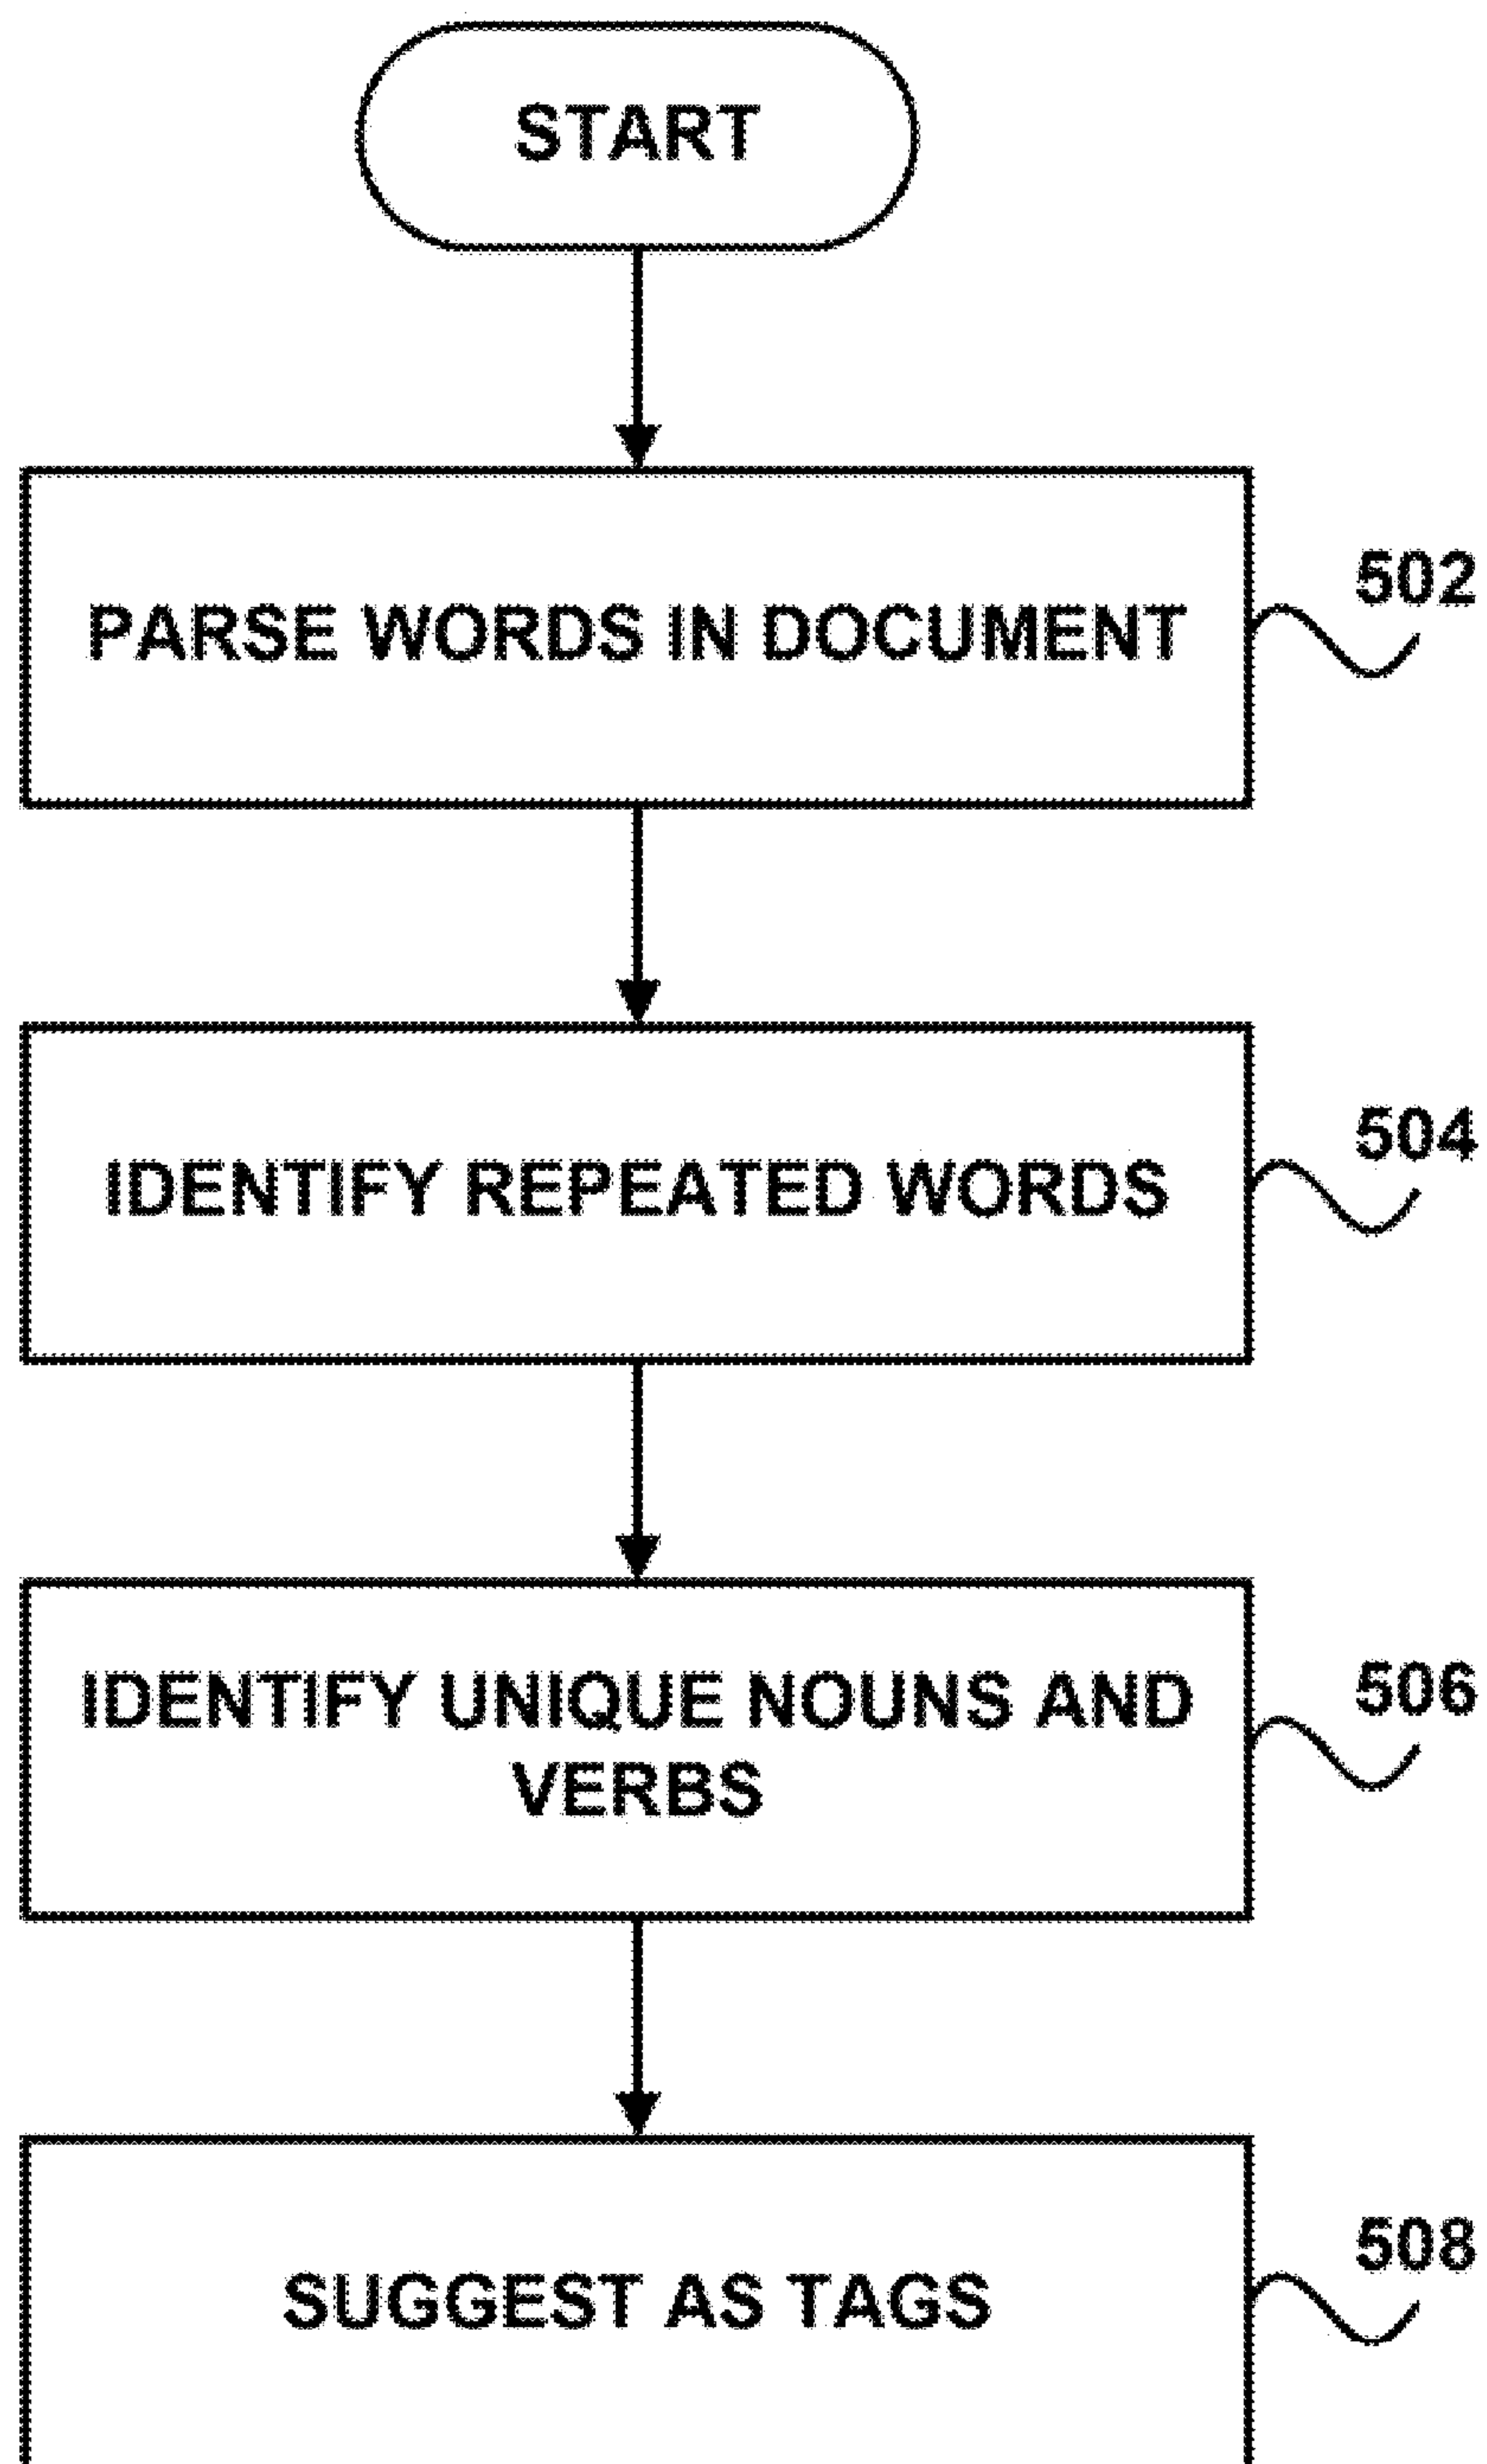 START
PARSE WORDS IN DOCUMENT
502
IDENTIFY REPEATED WORDS
504
IDENTIFY UNIQUE NOUNS AND
VERBS
506
SUGGEST AS TAGS
508